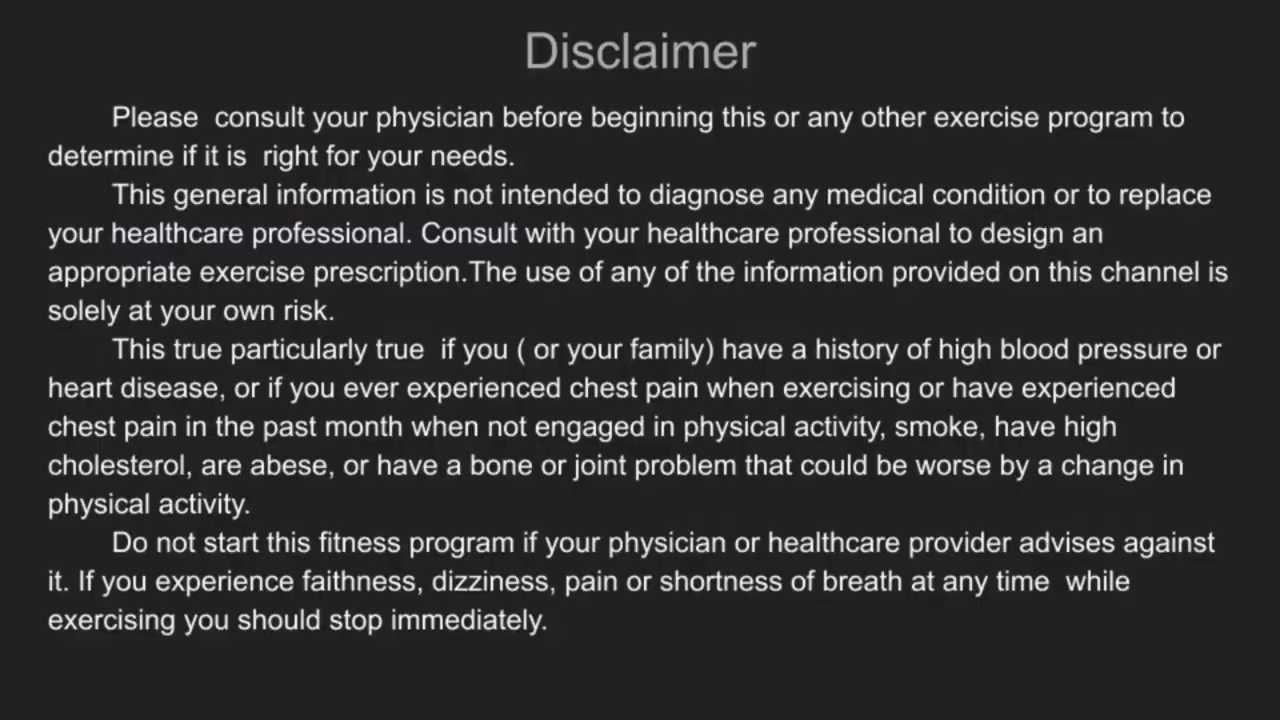 Disclaimer
Please  consult your physician before beginning this or any other exercise program to
determine if it is  right for your needs.
This general information is not intended to diagnose any medical condition or to replace
your healthcare professional. Consult with your healthcare professional to design an
appropriate exercise prescription.The use of any of the information provided on this channel is
solely at your own risk.
This true particularly true  if you ( or your family) have a history of high blood pressure or
heart disease, or if you ever experienced chest pain when exercising or have experienced
chest pain in the past month when not engaged in physical activity, smoke, have high
cholesterol, are abese, or have a bone or joint problem that could be worse by a change in
physical activity.
Do not start this fitness program if your physician or healthcare provider advises against
it. If you experience faithness, dizziness, pain or shortness of breath at any time  while
exercising you should stop immediately.